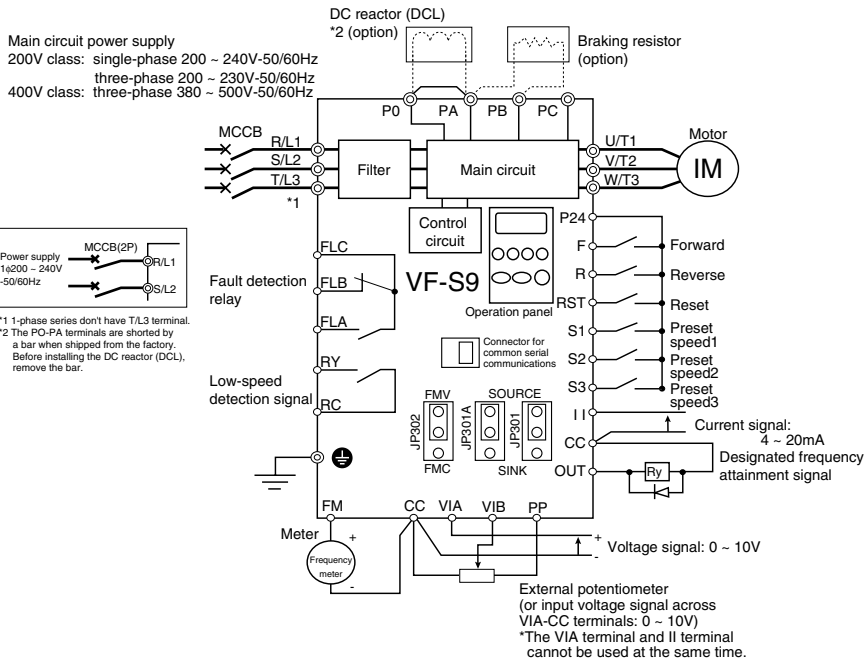 DC reactor (DCL)
*2 (option)
Main circuit power supply
200V class: single-phase 200 ~ 240V-50/60Hz
three-phase 200 ~ 230V-50/60Hz
400V class: three-phase 380 ~ 500V-50/60Hz
Braking resistor
(option)
P0 PA PB PC
MCCB
R/L1
S/L2
T/L3
*1
Filter
Main circuit
U/T1
V/T2
W/T3
Motor
IM
Control
circuit
P24
F
Forward
R
Reverse
RST
Reset
S1
Preset
speed1
S2
Preset
speed2
S3
Preset
speed3
Power supply
1ϕ200 ~ 240V
-50/60Hz
MCCB(2P)
R/L1
S/L2
*1 1-phase series don't have T/L3 terminal.
*2 The PO-PA terminals are shorted by
a bar when shipped from the factory.
Before installing the DC reactor (DCL),
remove the bar.
FLC
Fault detection
relay
FLB
FLA
VF-S9
Operation panel
Connector for
common serial
communications
RY
Low-speed
detection signal
RC
FMV
SOURCE
JP302
JP301A
JP301
FMC
SINK
I I
Current signal:
4 ~ 20mA
CC
Designated frequency
attainment signal
OUT
Ry
FM CC VIA VIB PP
Meter
+
Frequency
meter
-
+
-
Voltage signal: 0 ~ 10V
External potentiometer
(or input voltage signal across
VIA-CC terminals: 0 ~ 10V)
*The VIA terminal and II terminal
cannot be used at the same time.